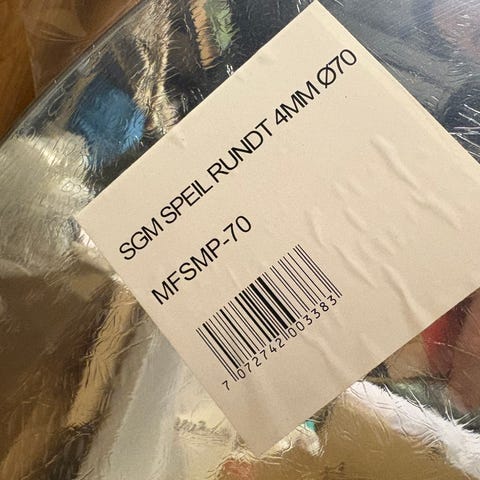 SGM SPEIL RUNDT 4MM Ø70
MFSMP-70
7 072742 003383